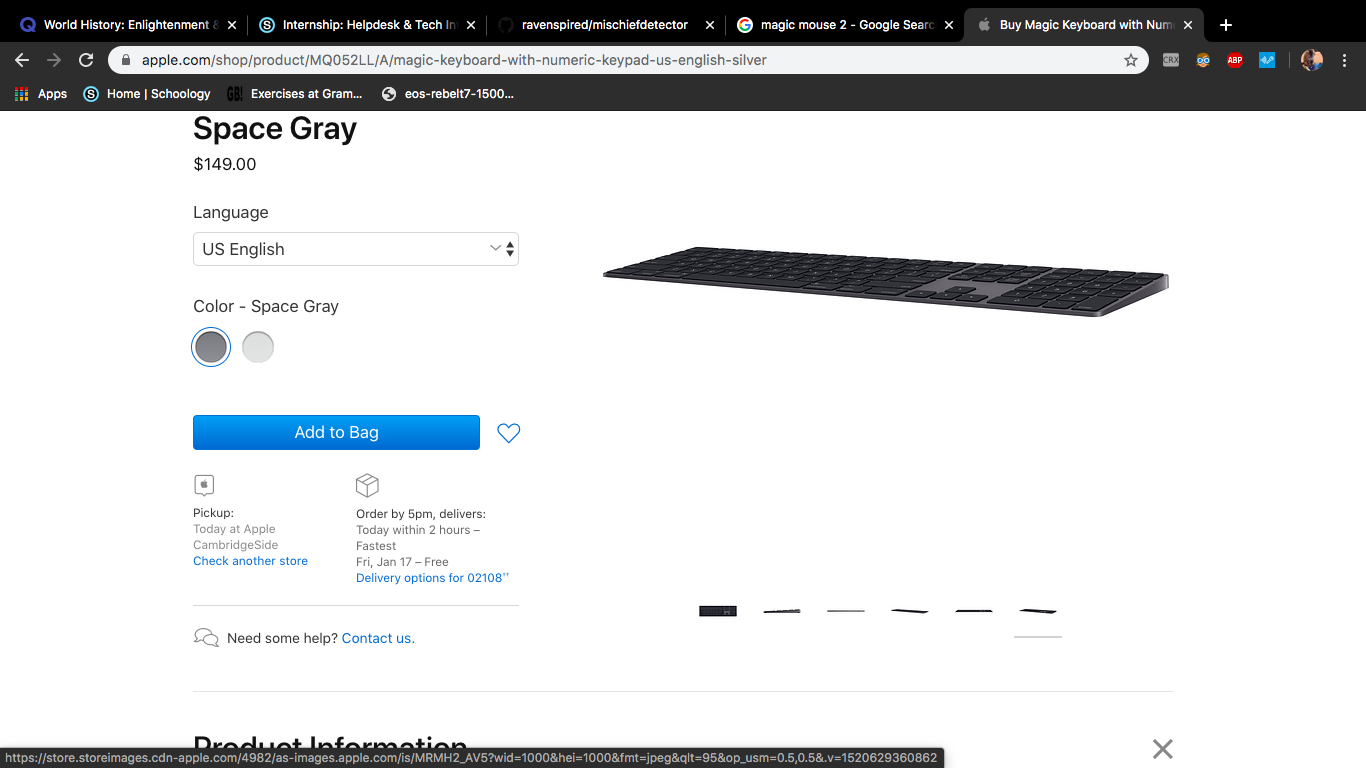 World History: Enlightenment &
Internship: Helpdesk & Tech In
ravenspired/mischiefdetector
magic mouse 2 - Google Searc
Buy Magic Keyboard with Num
apple.com/shop/product/MQ052LL/A/magic-keyboard-with-numeric-keypad-us-english-silver
CRX
ABP
Apps
Home | Schoology
GB!
Exercises at Gram...
eos-rebelt7-1500...
Space Gray
$149.00
Language
US English
Color - Space Gray
Add to Bag
Pickup:
Today at Apple
CambridgeSide
Check another store
Order by 5pm, delivers:
Today within 2 hours –
Fastest
Fri, Jan 17 – Free
Delivery options for 02108††
Need some help? Contact us.
Product Information
https://store.storeimages.cdn-apple.com/4982/as-images.apple.com/is/MRMH2_AV5?wid=1000&hei=1000&fmt=jpeg&qlt=95&op_usm=0.5,0.5&.v=1520629360862